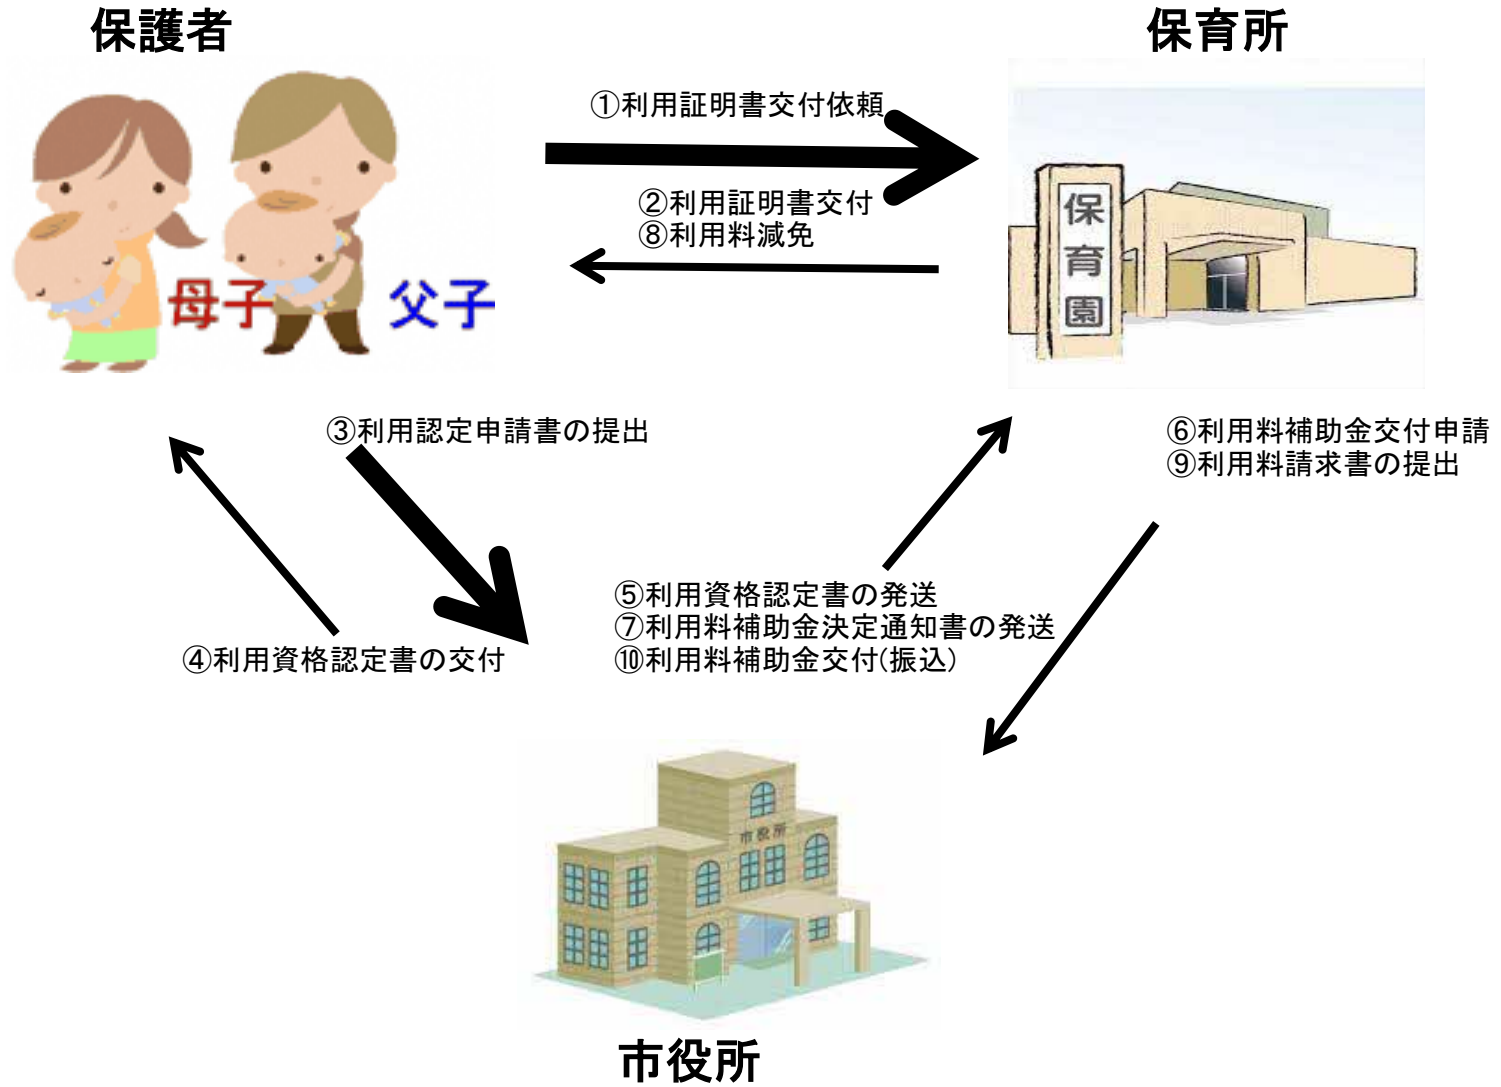 保護者
保育所
①利用証明書交付依頼
②利用証明書交付
⑧利用料減免
保育園
母子
父子
③利用認定申請書の提出
⑥利用料補助金交付申請
⑨利用料請求書の提出
⑤利用資格認定書の発送
⑦利用料補助金決定通知書の発送
⑩利用料補助金交付(振込)
④利用資格認定書の交付
市役所
市役所